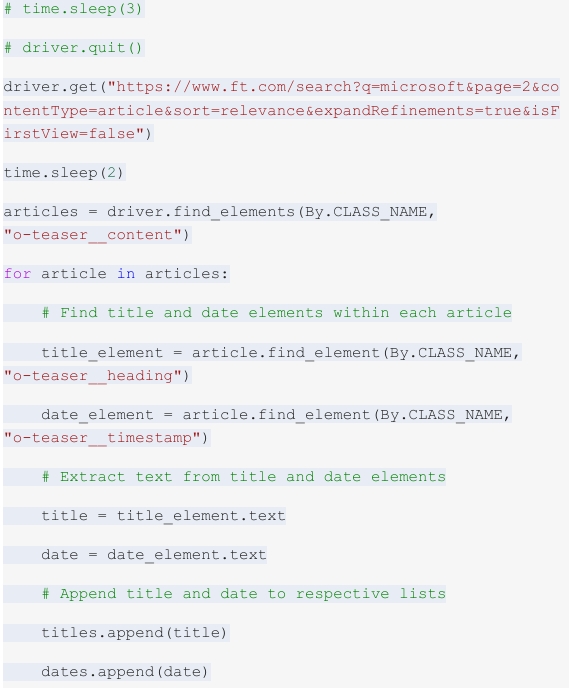 # time.sleep(3)
# driver.quit()
driver.get("https://www.ft.com/search?q=microsoft&page=2&co
ntentType=article&sort=relevance&expandRefinements=true&isF
irstView=false")
time.sleep(2)
articles = driver.find_elements(By.CLASS_NAME,
"o-teaser__content")
for article in articles:
    # Find title and date elements within each article
    title_element = article.find_element(By.CLASS_NAME,
"o-teaser__heading")
    date_element = article.find_element(By.CLASS_NAME,
"o-teaser__timestamp")
    # Extract text from title and date elements
    title = title_element.text
    date = date_element.text
    # Append title and date to respective lists
    titles.append(title)
    dates.append(date)